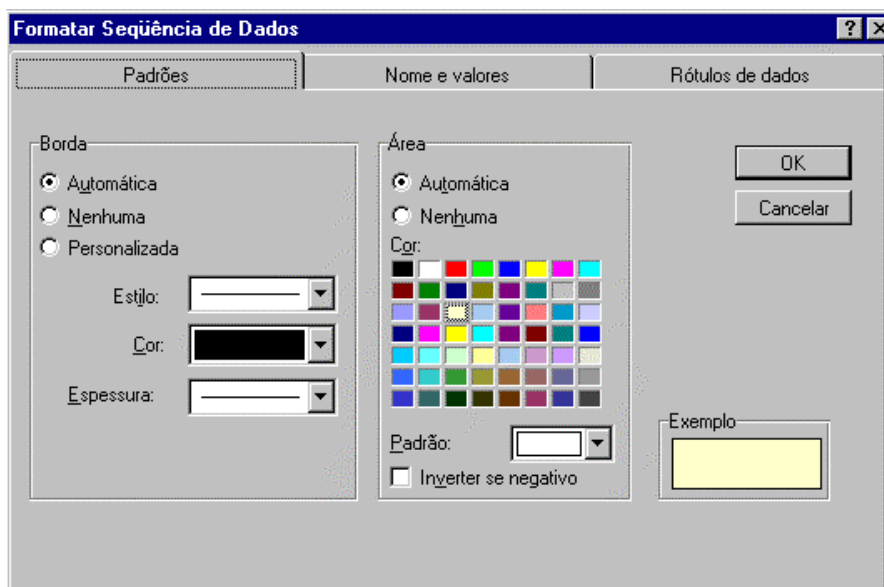 Formatar Seqüência de Dados
Padrões
Nome e valores
Rótulos de dados
Borda
Automática
Nenhuma
Personalizada
Estilo:
Cor:
Espessura:
Área
Automática
Nenhuma
Cor:
Padrão:
Inverter se negativo
OK
Cancelar
Exemplo